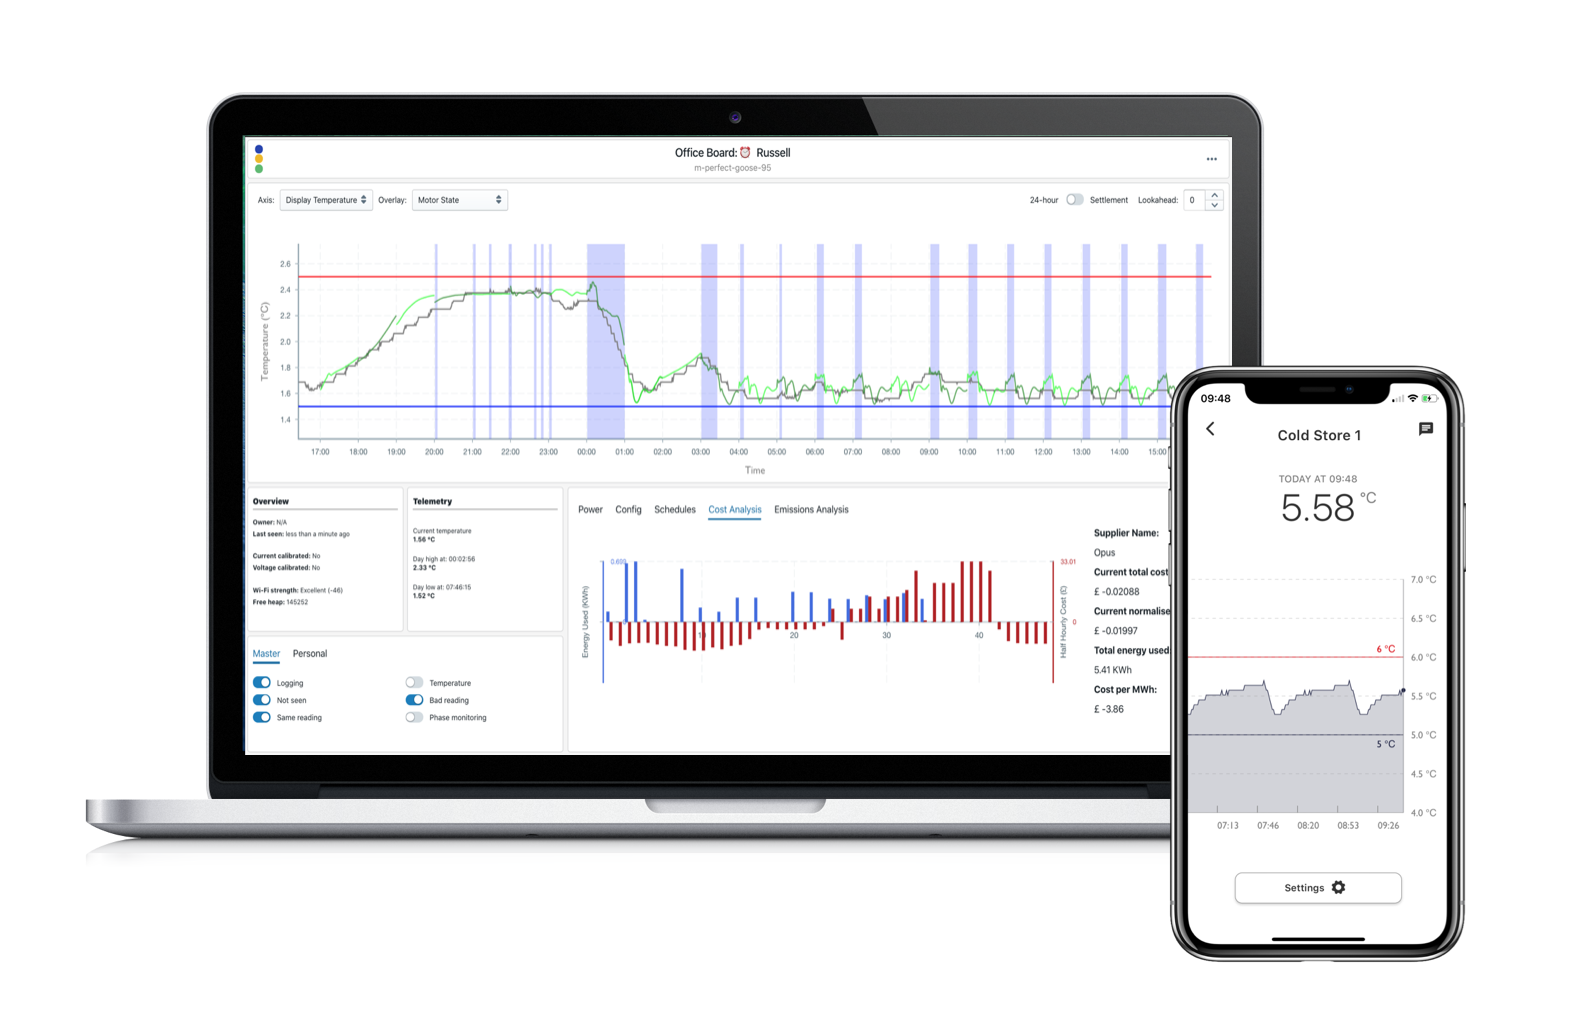 Office Board: Russell
m-perfect-goose-95
Axis: Display Temperature Overlay: Motor State
24-hour Settlement Lookahead: 0
Temperature (°C)
2.6
2.4
2.2
2.0
1.8
1.6
1.4
17:00 18:00 19:00 20:00 21:00 22:00 23:00 00:00 01:00 02:00 03:00 04:00 05:00 06:00 07:00 08:00 09:00 10:00 11:00 12:00 13:00 14:00 15:00
Time
Overview
Owner: N/A
Last seen: less than a minute ago
Current calibrated: No
Voltage calibrated: No
Wi-Fi strength: Excellent (-46)
Free heap: 145252
Telemetry
Current temperature
1.56 °C
Day high at: 00:02:56
2.33 °C
Day low at: 07:46:15
1.52 °C
Master Personal
Logging
Not seen
Same reading
Temperature
Bad reading
Phase monitoring
Power Config Schedules Cost Analysis Emissions Analysis
Energy Used (KWh)
20 30 40
33.01
0
Half Hourly Cost (£)
Supplier Name:
Opus
Current total cost
£ -0.02088
Current normalise
£ -0.01997
Total energy used
5.41 KWh
Cost per MWh:
£ -3.86
09:48
Cold Store 1
TODAY AT 09:48
5.58 °C
7.0 °C
6.5 °C
6 °C
6.0 °C
5.5 °C
5.0 °C
5 °C
4.5 °C
4.0 °C
07:13 07:46 08:20 08:53 09:26
Settings